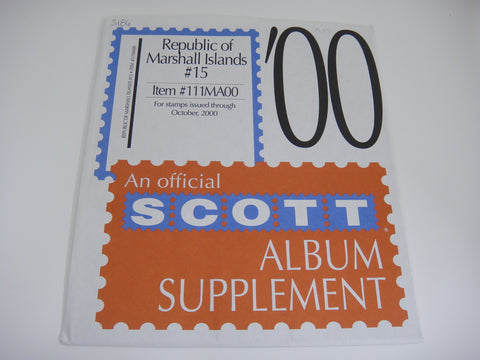 Republic of
Marshall Islands
#15
Item #111MA00
For stamps issued through
October, 2000
'00
An official
SCOTT
ALBUM
SUPPLEMENT